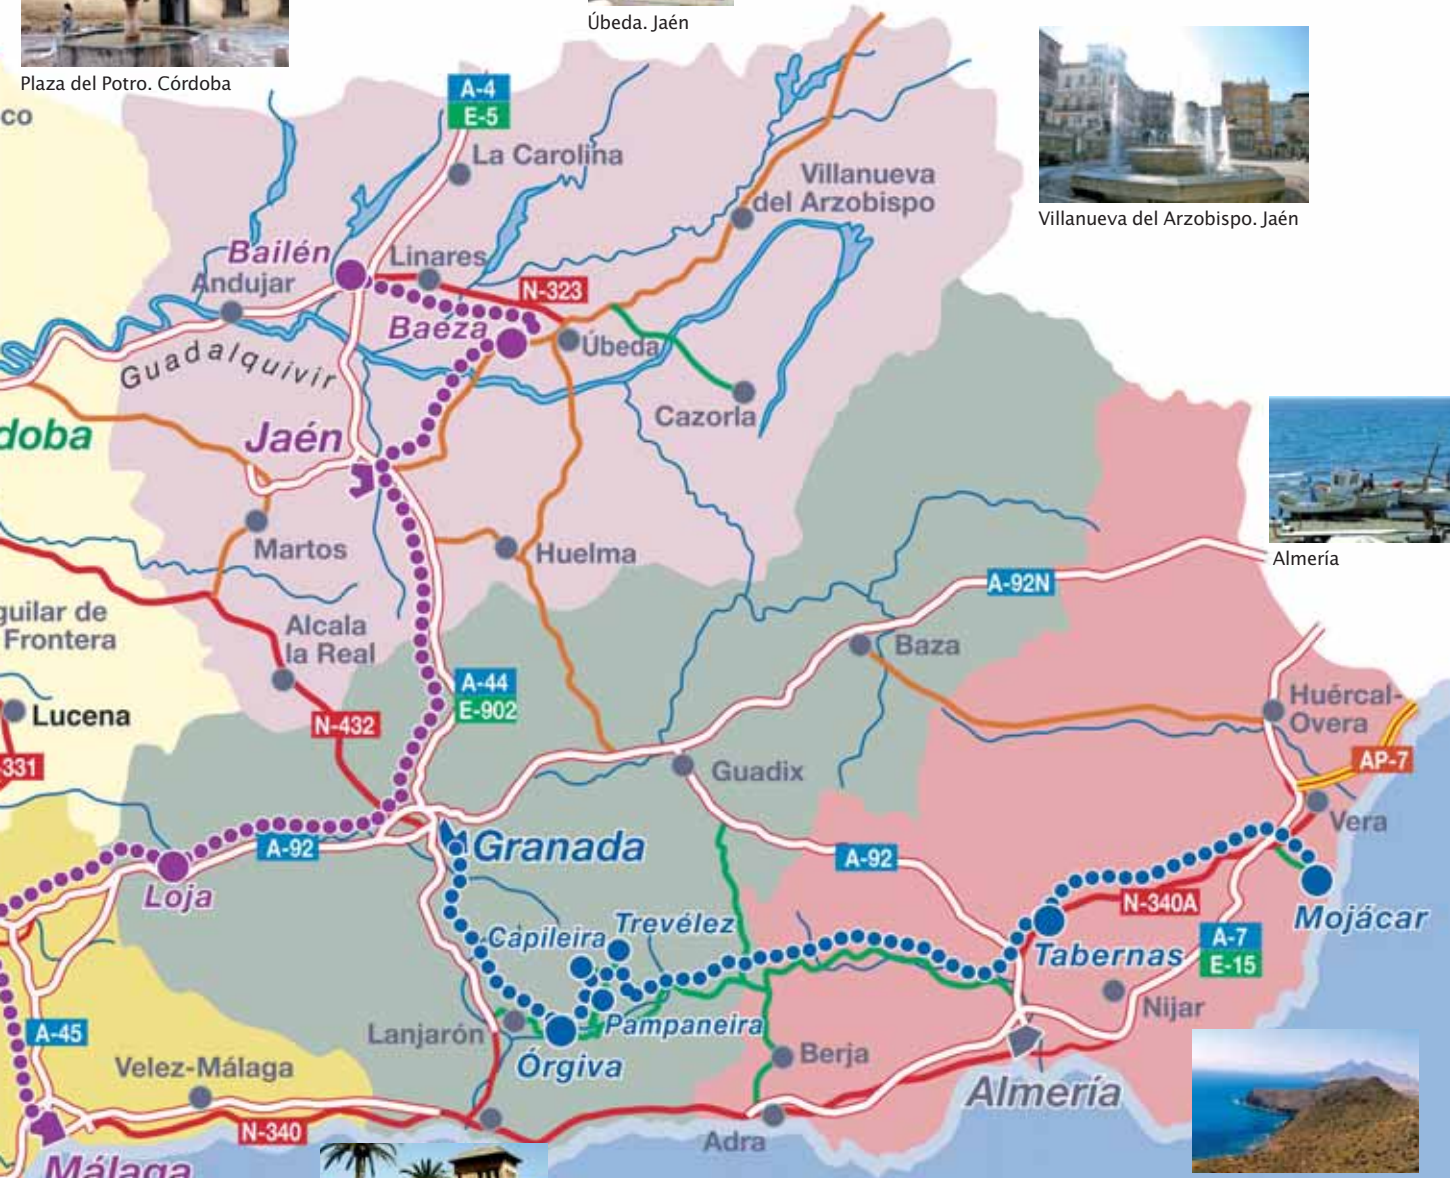 Úbeda. Jaén
Plaza del Potro. Córdoba
A-4
E-5
co
La Carolina
Villanueva
del Arzobispo
Villanueva del Arzobispo. Jaén
Bailén
Linares
Andujar
N-323
Baeza
Úbeda
Guadalquivir
Cazorla
doba
Jaén
Martos
Huelma
Almería
A-92N
guilar de
Frontera
Alcala
la Real
Baza
A-44
E-902
Lucena
N-432
Huércal-
Overa
331
AP-7
Guadix
Vera
A-92
Granada
A-92
Loja
N-340A
Mojácar
Capileira
Trevélez
Tabernas
A-7
E-15
Nijar
A-45
Lanjarón
Pampaneira
Órgiva
Berja
Velez-Málaga
Almería
N-340
Adra
Málaga